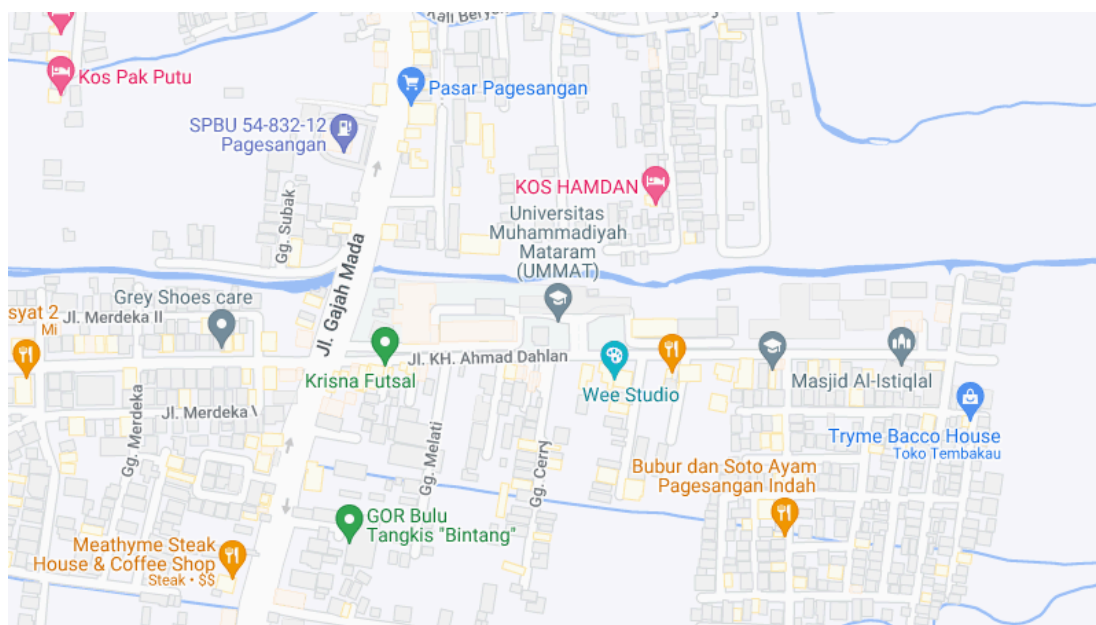 Kos Pak Putu
Pasar Pagesangan
SPBU 54-832-12
Pagesangan
KOS HAMDAN
Universitas
Muhammadiyah
Mataram
(UMMAT)
Gg. Subak
Jl. Gajah Mada
Grey Shoes care
syat 2
Mi
Jl. Merdeka II
Jl. KH. Ahmad Dahlan
Krisna Futsal
Wee Studio
Masjid Al-Istiqlal
Jl. Merdeka V
Gg. Merdeka
Gg. Melati
Gg. Cerry
Tryme Bacco House
Toko Tembakau
Bubur dan Soto Ayam
Pagesangan Indah
GOR Bulu
Tangkis "Bintang"
Meathyme Steak
House & Coffee Shop
Steak • $$